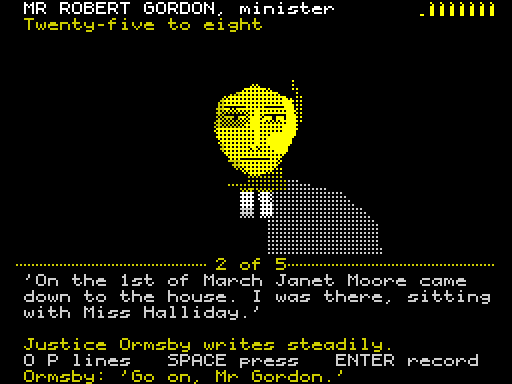 MR ROBERT GORDON, minister
Twenty-five to eight
2 of 5
'On the 1st of March Janet Moore came
down to the house. I was there, sitting
with Miss Halliday.'
Justice Ormsby writes steadily.
O P lines   SPACE press   ENTER record
Ormsby: 'Go on, Mr Gordon.'